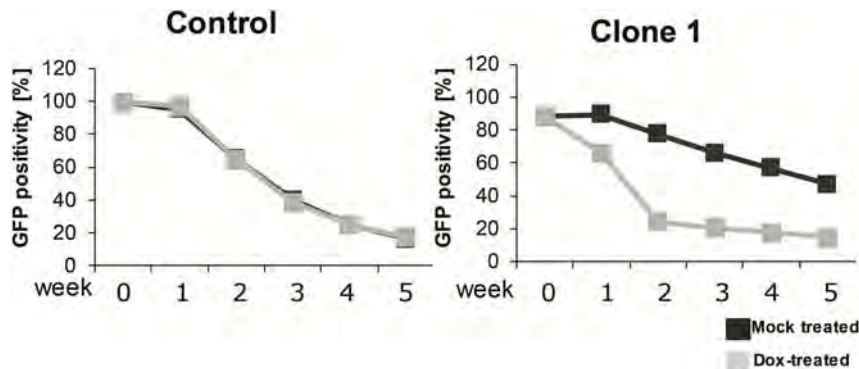 Control
GFP positivity [%]
120
100
80
60
40
20
0
week 0 1 2 3 4 5
Clone 1
GFP positivity [%]
120
100
80
60
40
20
0
week 0 1 2 3 4 5
Mock treated
Dox-treated